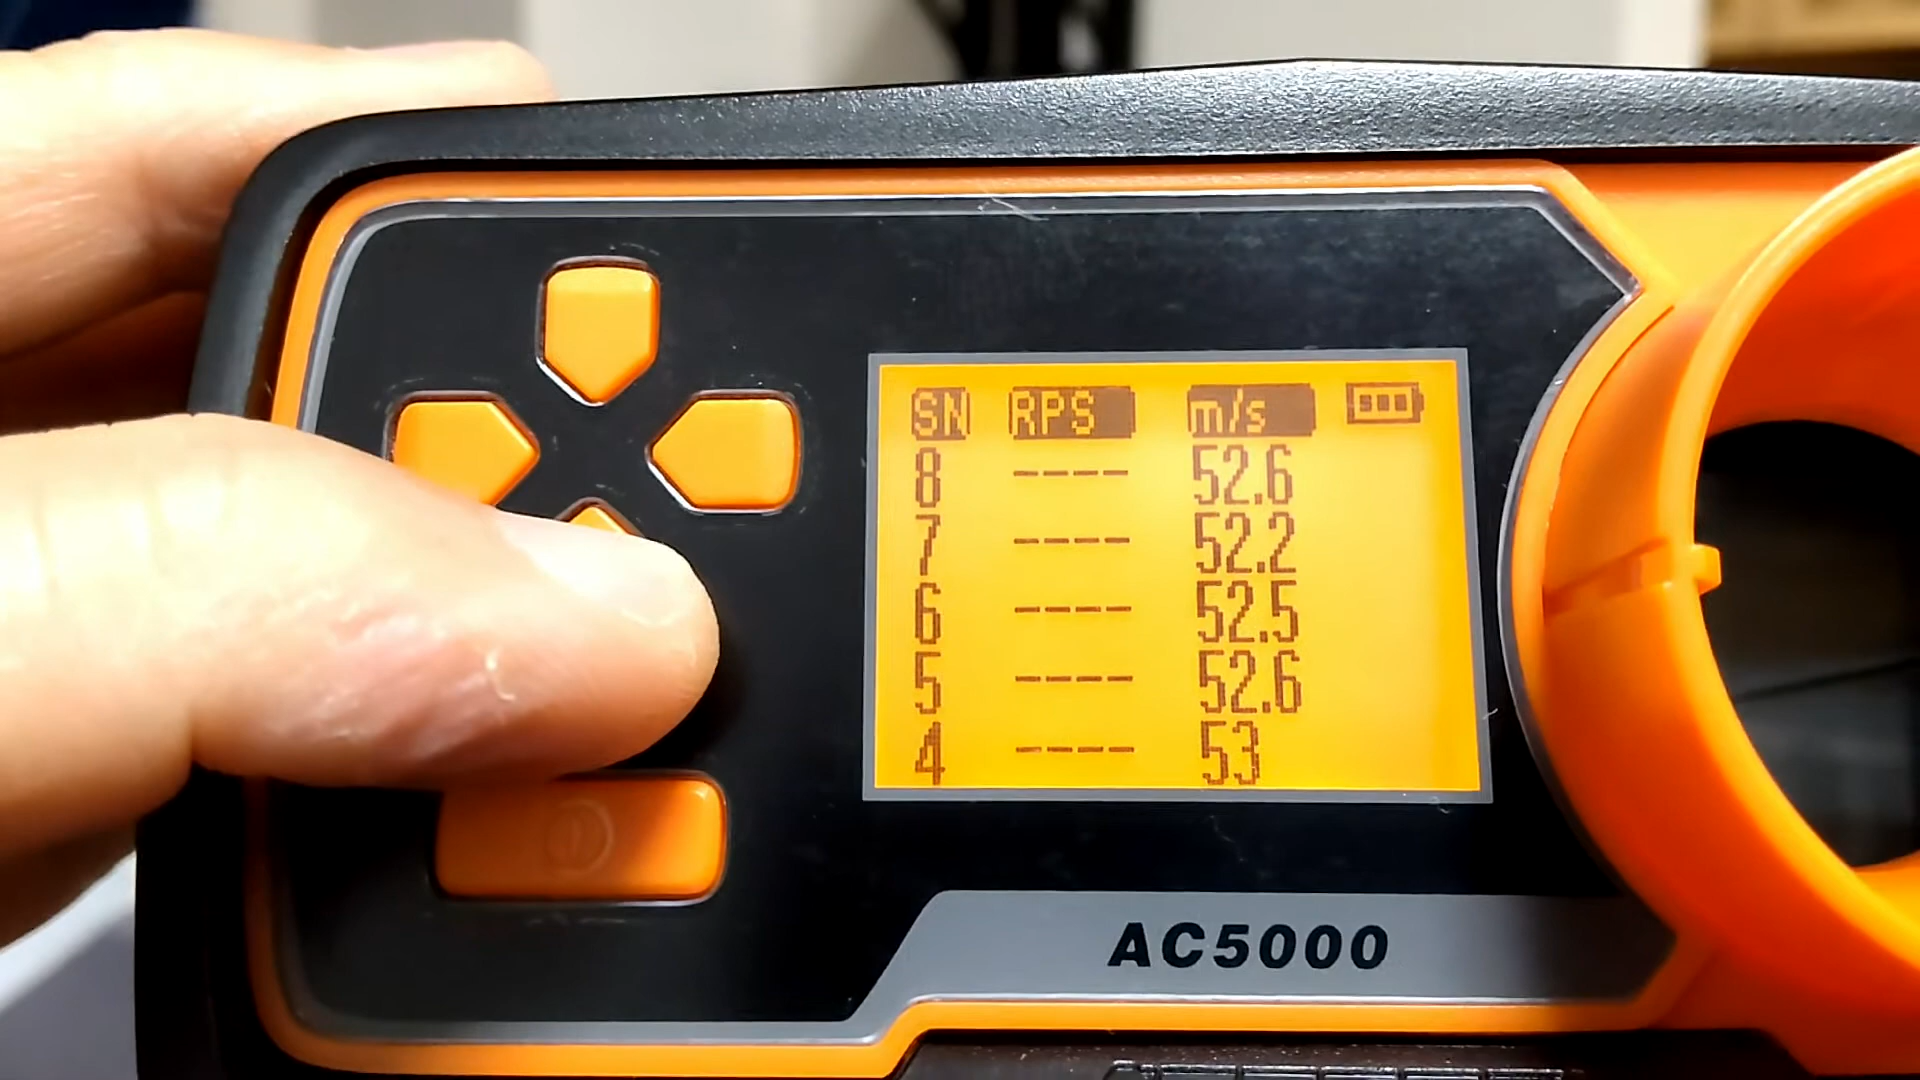 SN RPS m/s
8 ---- 52.6
7 ---- 52.2
6 ---- 52.5
5 ---- 52.6
4 ---- 53
AC5000